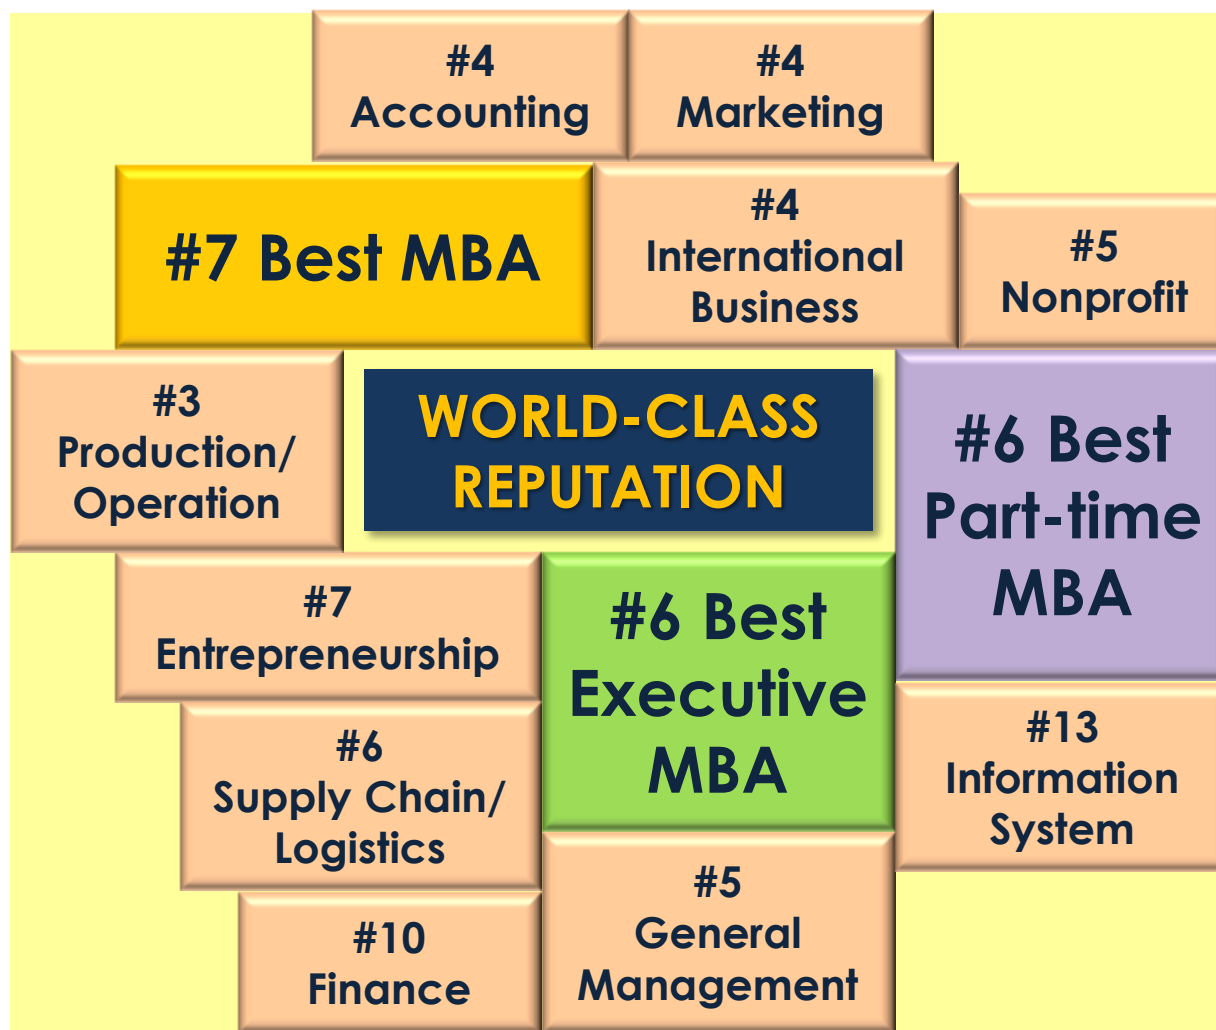 #4
Accounting
#4
Marketing
#7 Best MBA
#4
International
Business
#5
Nonprofit
#3
Production/
Operation
WORLD-CLASS
REPUTATION
#6 Best
Part-time
MBA
#7
Entrepreneurship
#6 Best
Executive
MBA
#6
Supply Chain/
Logistics
#13
Information
System
#10
Finance
#5
General
Management